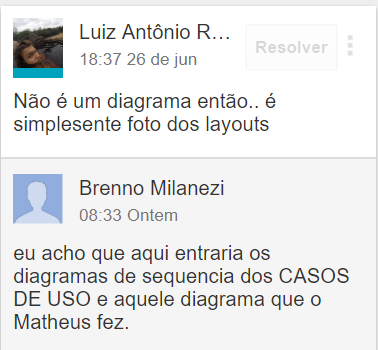 Luiz Antônio R...
18:37 26 de jun
Resolver
Não é um diagrama então.. é
simplesente foto dos layouts
Brenno Milanezi
08:33 Ontem
eu acho que aqui entraria os
diagramas de sequencia dos CASOS
DE USO e aquele diagrama que o
Matheus fez.